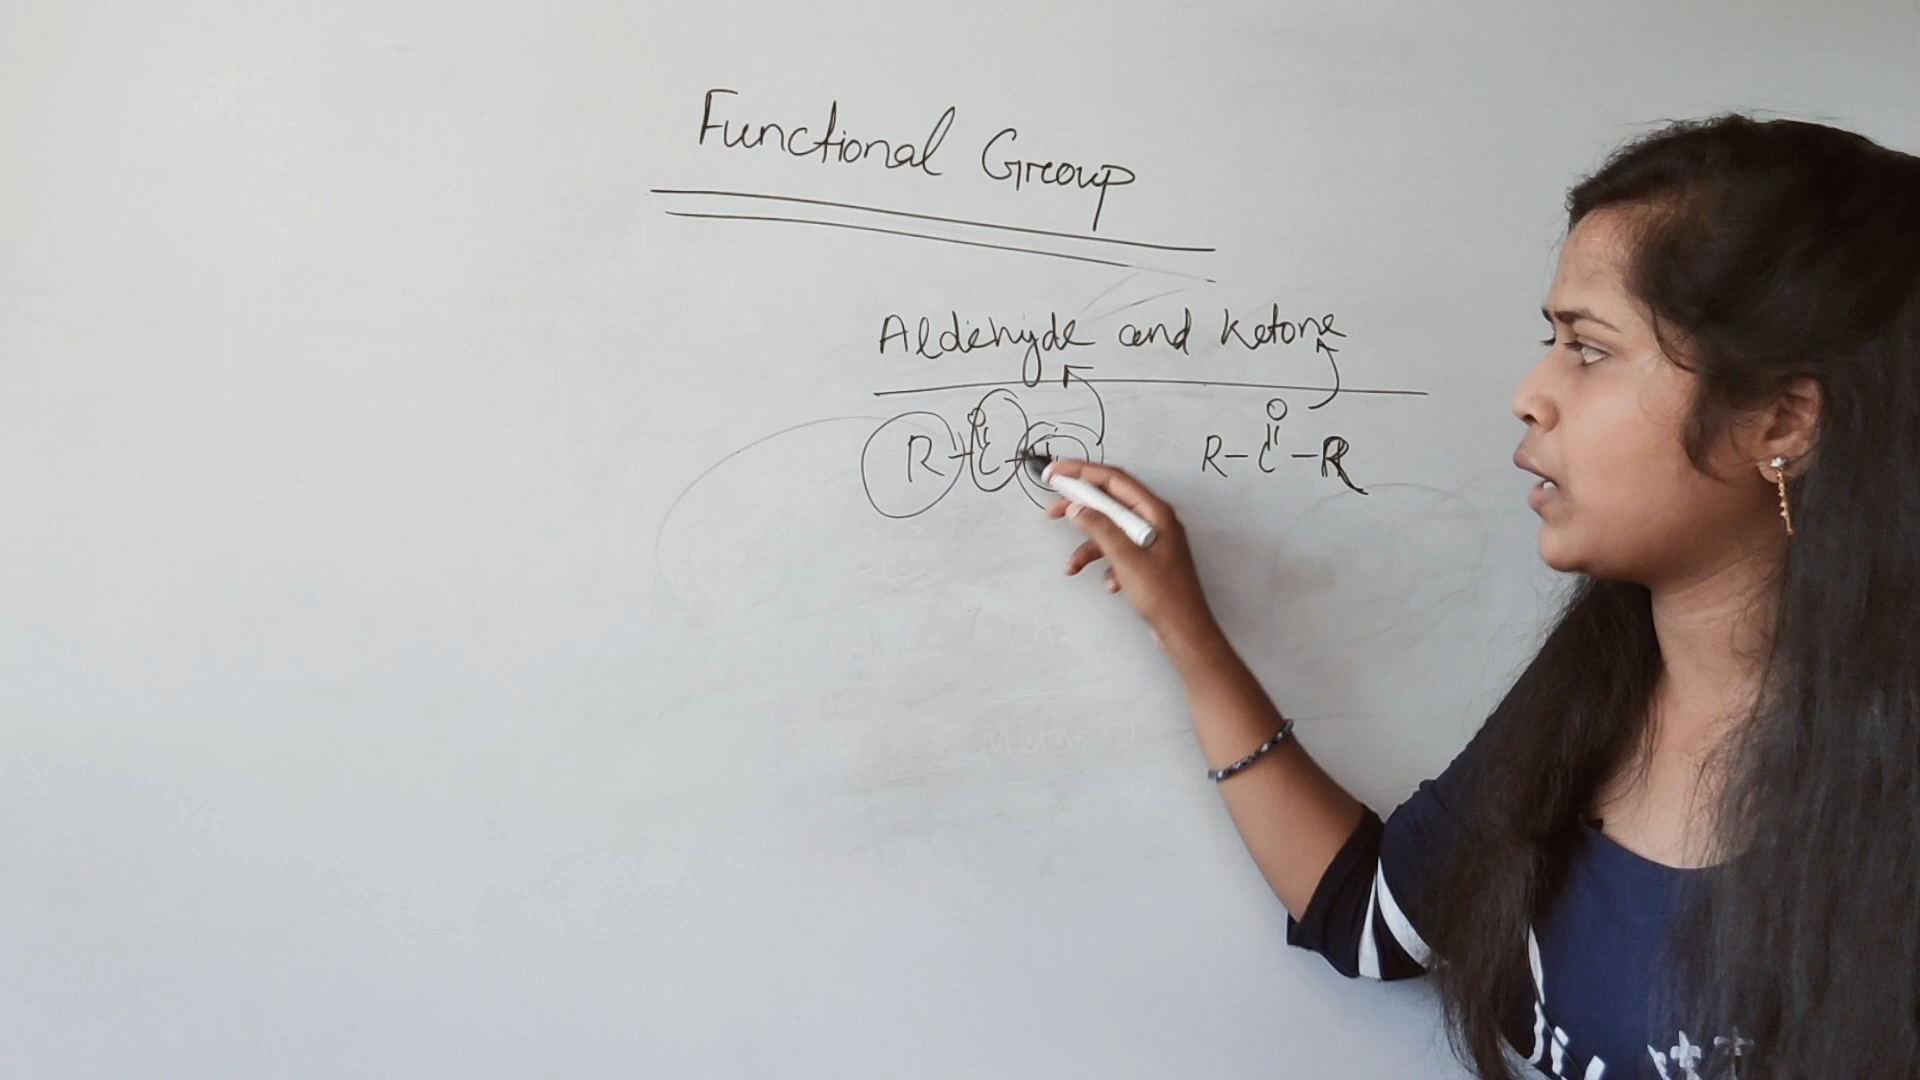 Functional Group
Aldehyde and Ketone
O O
R-C- R-C-R